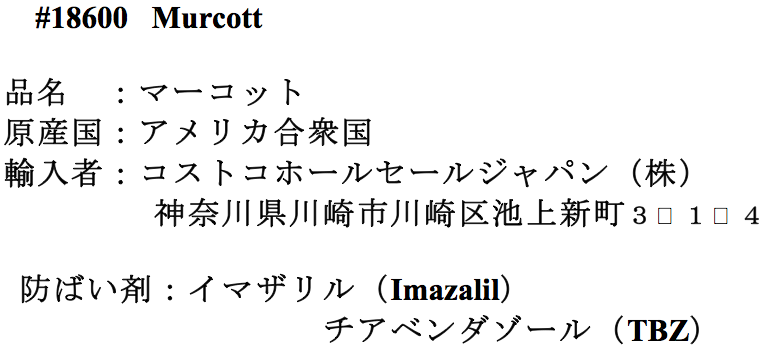 #18600 Murcott
品名　：マーコット
原産国：アメリカ合衆国
輸入者：コストコホールセールジャパン（株）
神奈川県川崎市川崎区池上新町３□１□４
防ばい剤：イマザリル（Imazalil）
チアベンダゾール（TBZ）